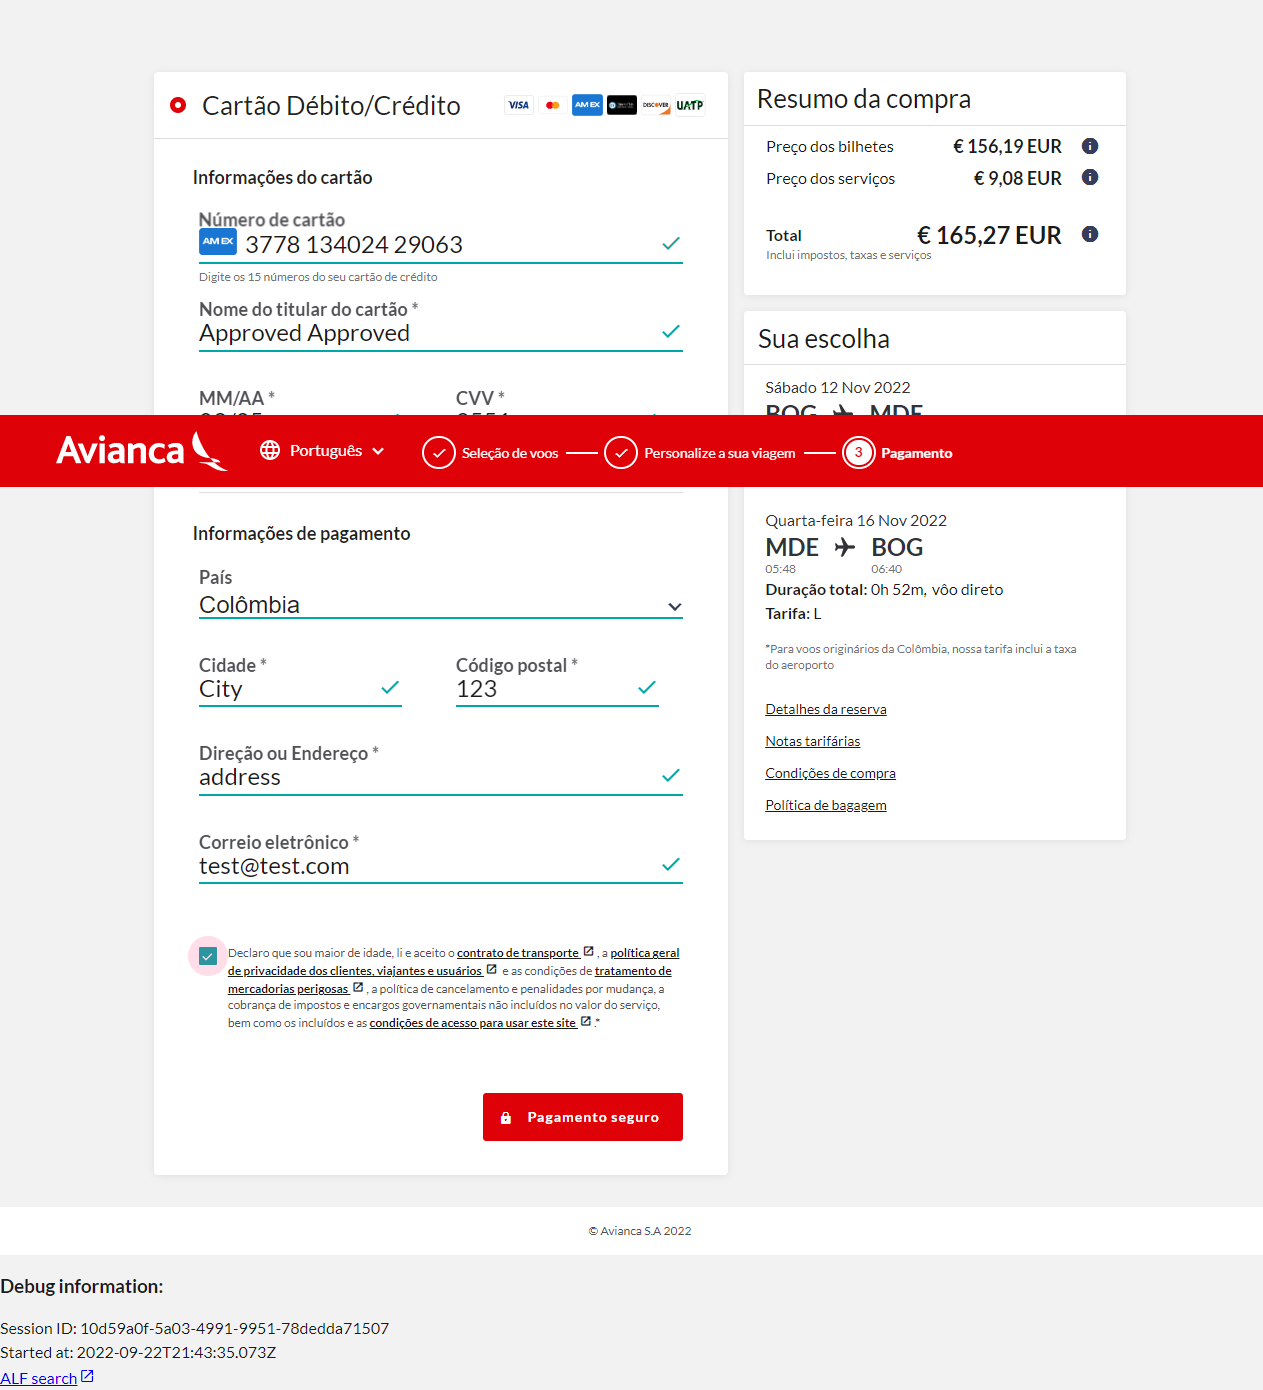 Cartão Débito/Crédito
VISA
AMEX
DISCOVER
UATP
Informações do cartão
Número de cartão
AMEX 3778 134024 29063
Digite os 15 números do seu cartão de crédito
Nome do titular do cartão *
Approved Approved
MM/AA * CVV *
Resumo da compra
Preço dos bilhetes € 156,19 EUR
Preço dos serviços € 9,08 EUR
Total € 165,27 EUR
Inclui impostos, taxas e serviços
Sua escolha
Sábado 12 Nov 2022
BOG MDE
Avianca Português Seleção de voos Personalize a sua viagem 3 Pagamento
Informações de pagamento
País
Colômbia
Cidade * Código postal *
City 123
Direção ou Endereço *
address
Correio eletrônico *
test@test.com
Declaro que sou maior de idade, li e aceito o contrato de transporte , a política geral
de privacidade dos clientes, viajantes e usuários e as condições de tratamento de
mercadorias perigosas , a política de cancelamento e penalidades por mudança, a
cobrança de impostos e encargos governamentais não incluídos no valor do serviço,
bem como os incluídos e as condições de acesso para usar este site .*
Pagamento seguro
Quarta-feira 16 Nov 2022
MDE BOG
05:48 06:40
Duração total: 0h 52m, vôo direto
Tarifa: L
*Para voos originários da Colômbia, nossa tarifa inclui a taxa
do aeroporto
Detalhes da reserva
Notas tarifárias
Condições de compra
Política de bagagem
© Avianca S.A 2022
Debug information:
Session ID: 10d59a0f-5a03-4991-9951-78dedda71507
Started at: 2022-09-22T21:43:35.073Z
ALF search